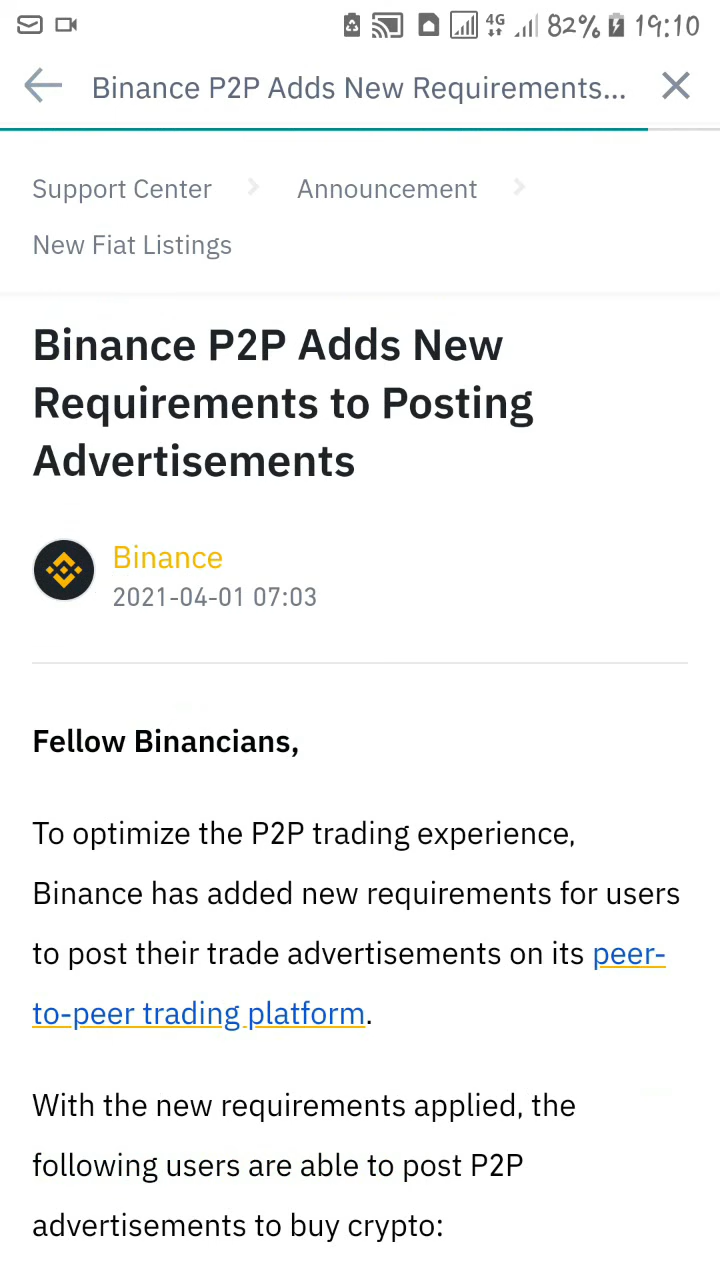 4G 82% 19:10
Binance P2P Adds New Requirements...
Support Center
Announcement
New Fiat Listings
Binance P2P Adds New
Requirements to Posting
Advertisements
Binance
2021-04-01 07:03
Fellow Binancians,
To optimize the P2P trading experience,
Binance has added new requirements for users
to post their trade advertisements on its peer-
to-peer trading platform.
With the new requirements applied, the
following users are able to post P2P
advertisements to buy crypto: